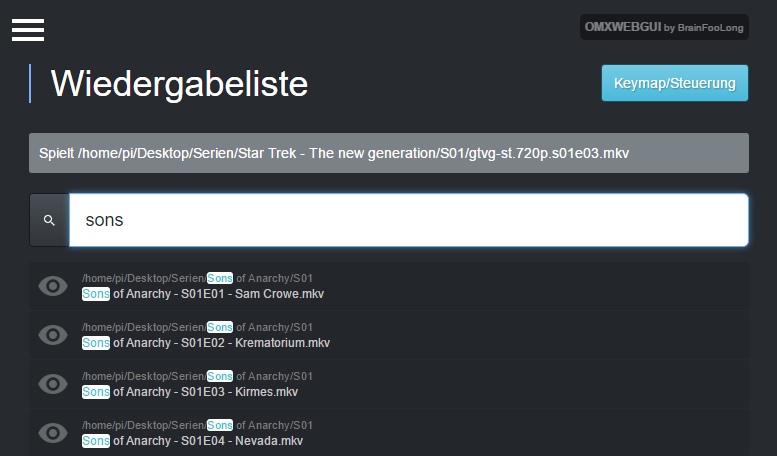 OMXWEBGUI by BrainFooLong
Wiedergabeliste
Keymap/Steuerung
Spielt /home/pi/Desktop/Serien/Star Trek - The new generation/S01/gtvg-st.720p.s01e03.mkv
sons
/home/pi/Desktop/Serien/Sons of Anarchy/S01
Sons of Anarchy - S01E01 - Sam Crowe.mkv
/home/pi/Desktop/Serien/Sons of Anarchy/S01
Sons of Anarchy - S01E02 - Krematorium.mkv
/home/pi/Desktop/Serien/Sons of Anarchy/S01
Sons of Anarchy - S01E03 - Kirmes.mkv
/home/pi/Desktop/Serien/Sons of Anarchy/S01
Sons of Anarchy - S01E04 - Nevada.mkv